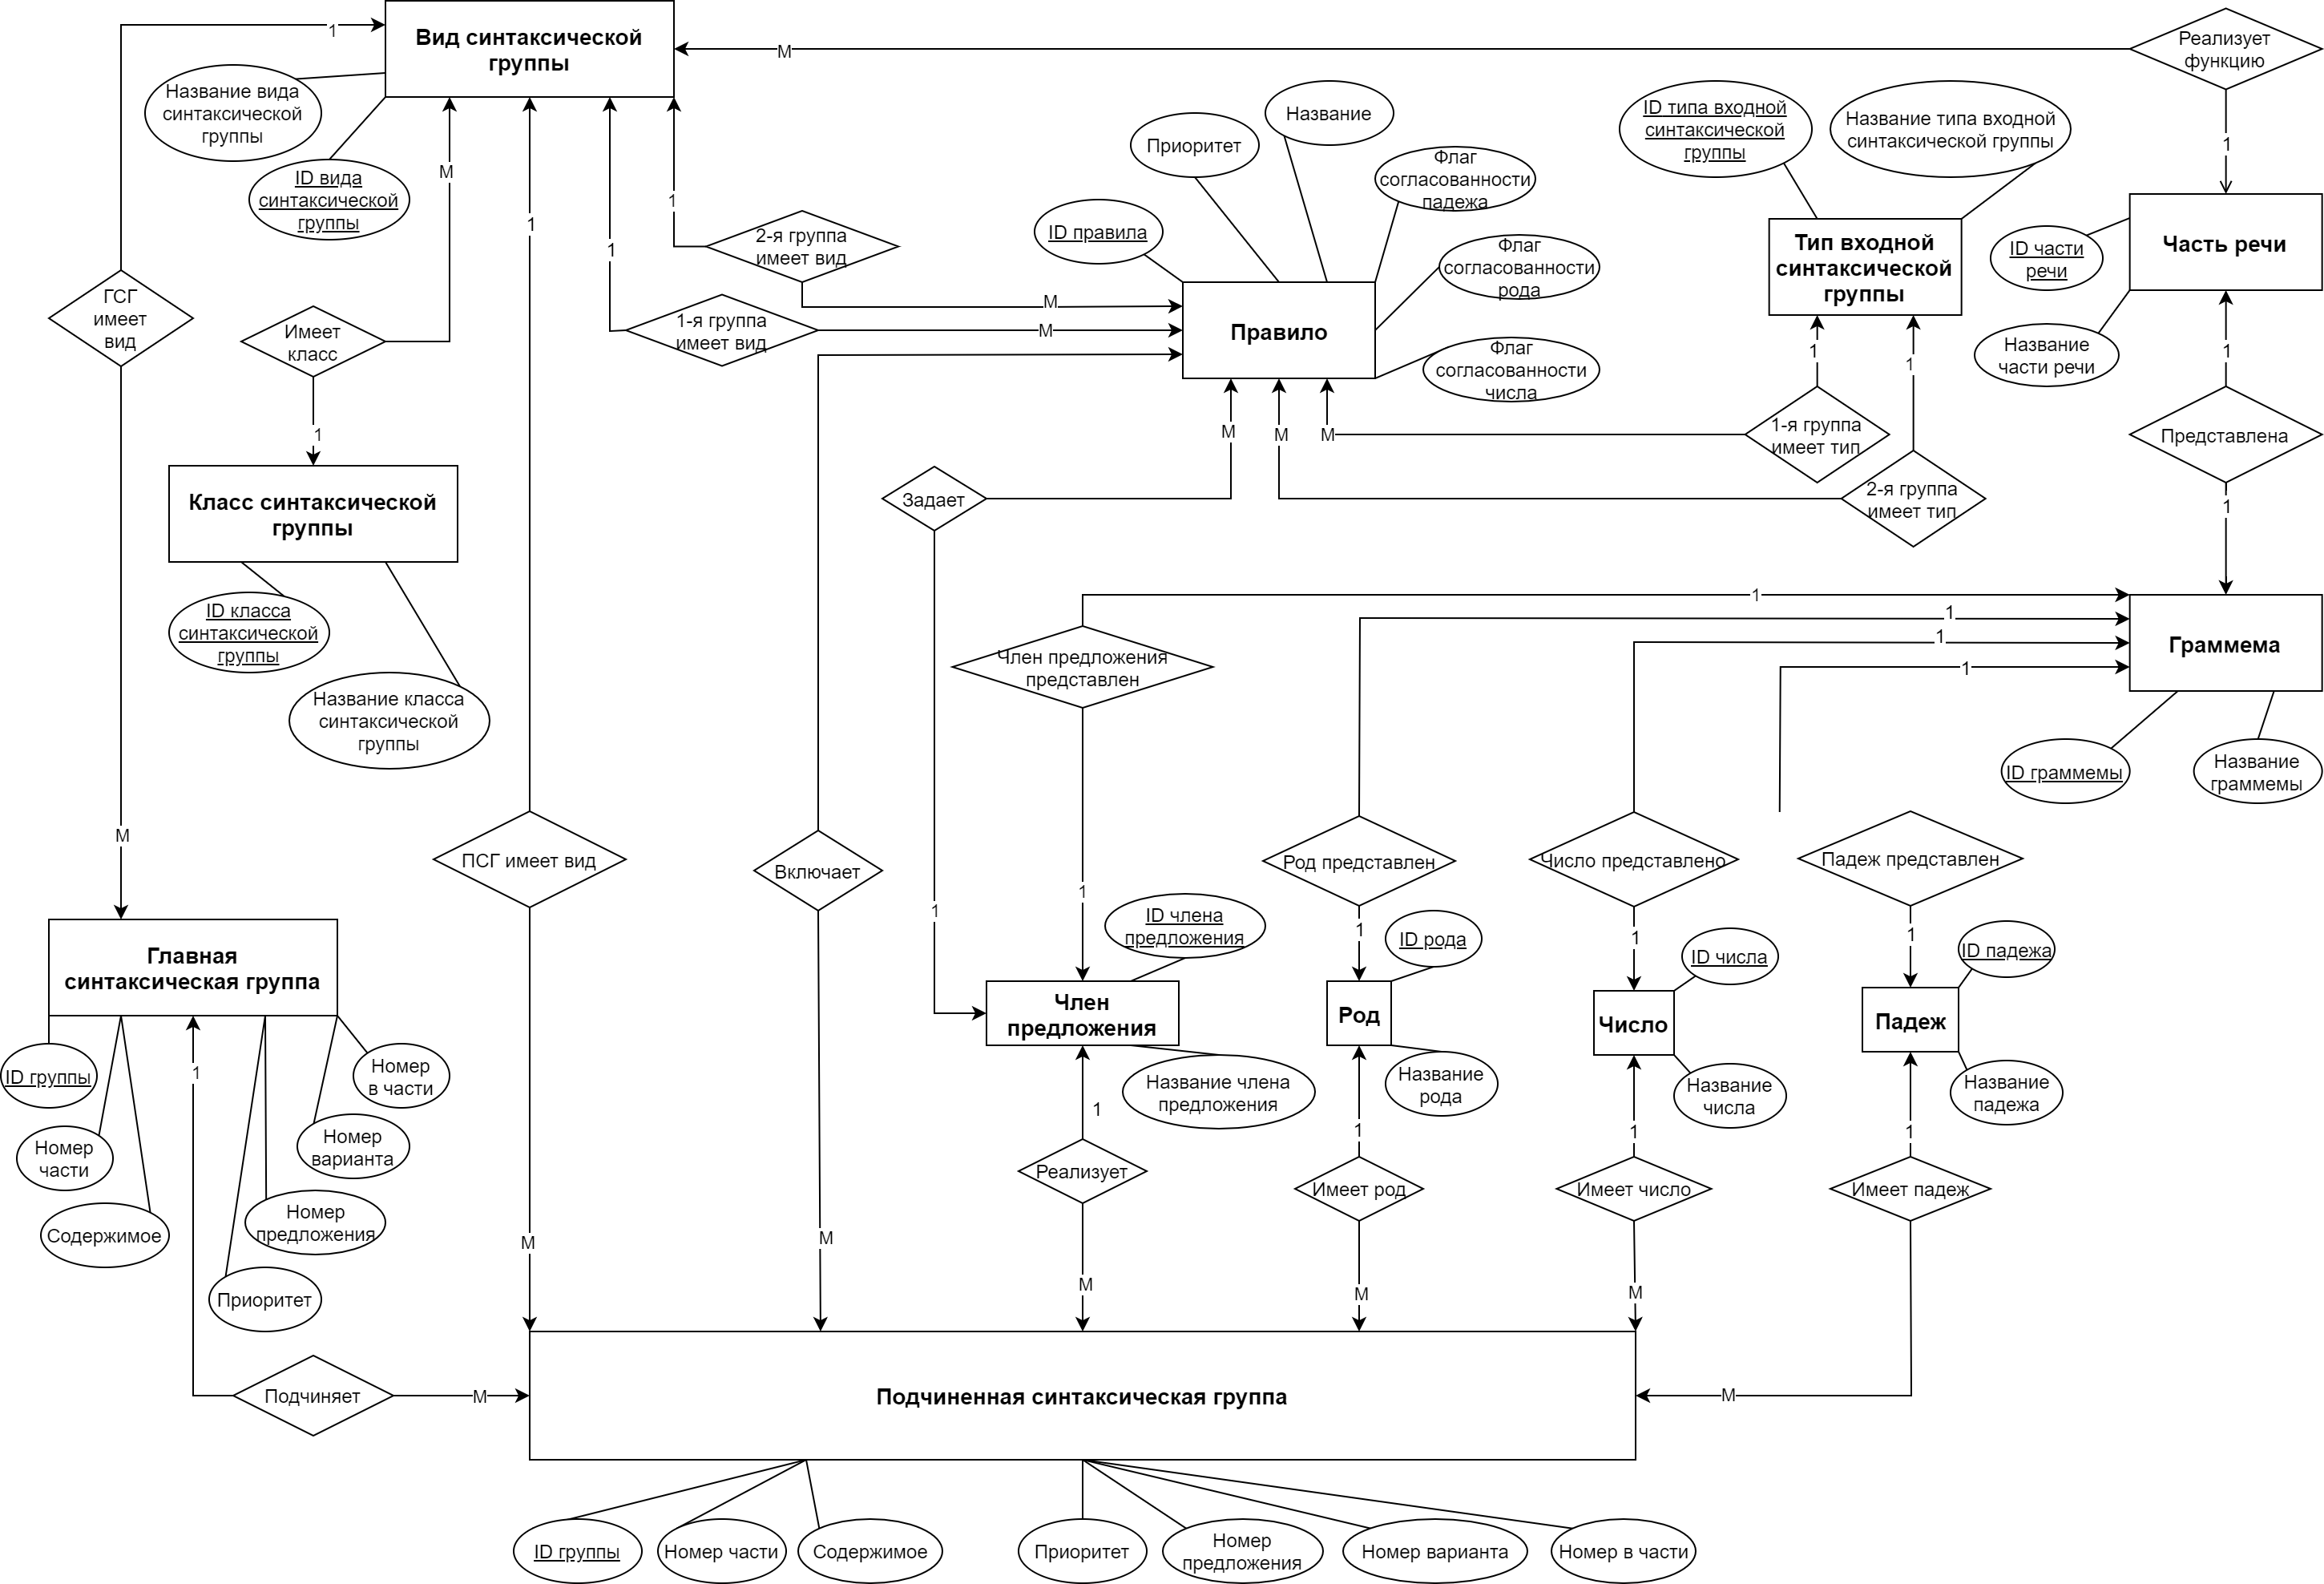 Вид синтаксической
группы
1
М
Реализует
функцию
Название вида
синтаксической
группы
ID вида
синтаксической
группы
М
1
1
1
2-я группа
имеет вид
1-я группа
имеет вид
М
М
ГСГ
имеет
вид
Имеет
класс
1
Приоритет
Название
Флаг
согласованности
падежа
ID правила
Флаг
согласованности
рода
Правило
Флаг
согласованности
числа
ID типа входной
синтаксической
группы
Название типа входной
синтаксической группы
Тип входной
синтаксической
группы
1
Часть речи
ID части
речи
Название
части речи
1
1
1
1-я группа
имеет тип
2-я группа
имеет тип
М
М
М
Представлена
1
Задает
Класс синтаксической
группы
ID класса
синтаксической
группы
Название класса
синтаксической
группы
Член предложения
представлен
1
1
1
1
Граммема
ID граммемы
Название
граммемы
М
ПСГ имеет вид
Включает
Род представлен
Число представлено
Падеж представлен
1
1
1
1
1
ID члена
предложения
ID рода
ID числа
ID падежа
Главная
синтаксическая группа
Член
предложения
Род
Число
Падеж
ID группы
Номер
в части
Номер
части
Номер
варианта
Содержимое
Номер
предложения
Приоритет
1
Название члена
предложения
Название
рода
Название
числа
Название
падежа
1
1
1
1
Реализует
Имеет род
Имеет число
Имеет падеж
М
М
М
М
М
Подчиняет
М
Подчиненная синтаксическая группа
М
ID группы
Номер части
Содержимое
Приоритет
Номер
предложения
Номер варианта
Номер в части